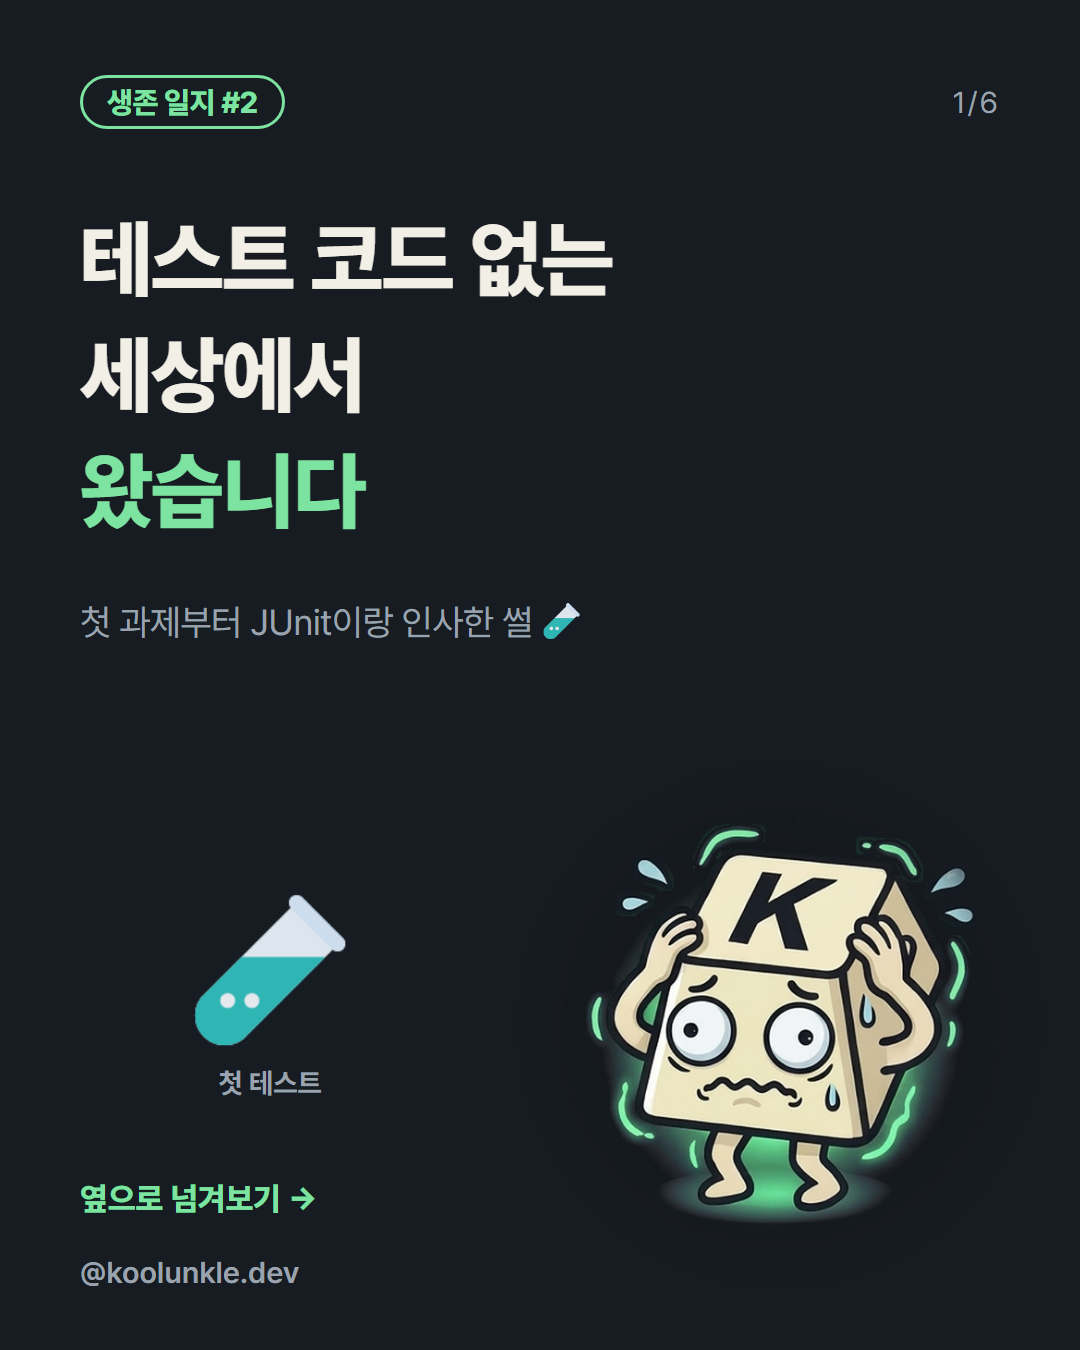 생존 일지 #2
1/6
테스트 코드 없는
세상에서
왔습니다
첫 과제부터 JUnit이랑 인사한 썰
K
첫 테스트
옆으로 넘겨보기 →
@koolunkle.dev